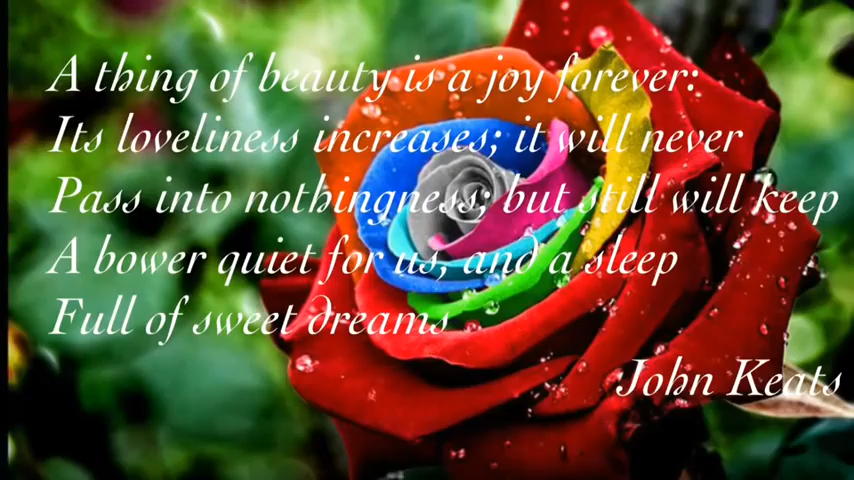 A thing of beauty is a joy forever:
Its loveliness increases; it will never
Pass into nothingness; but still will keep
A bower quiet for us, and a sleep
Full of sweet dreams
John Keats